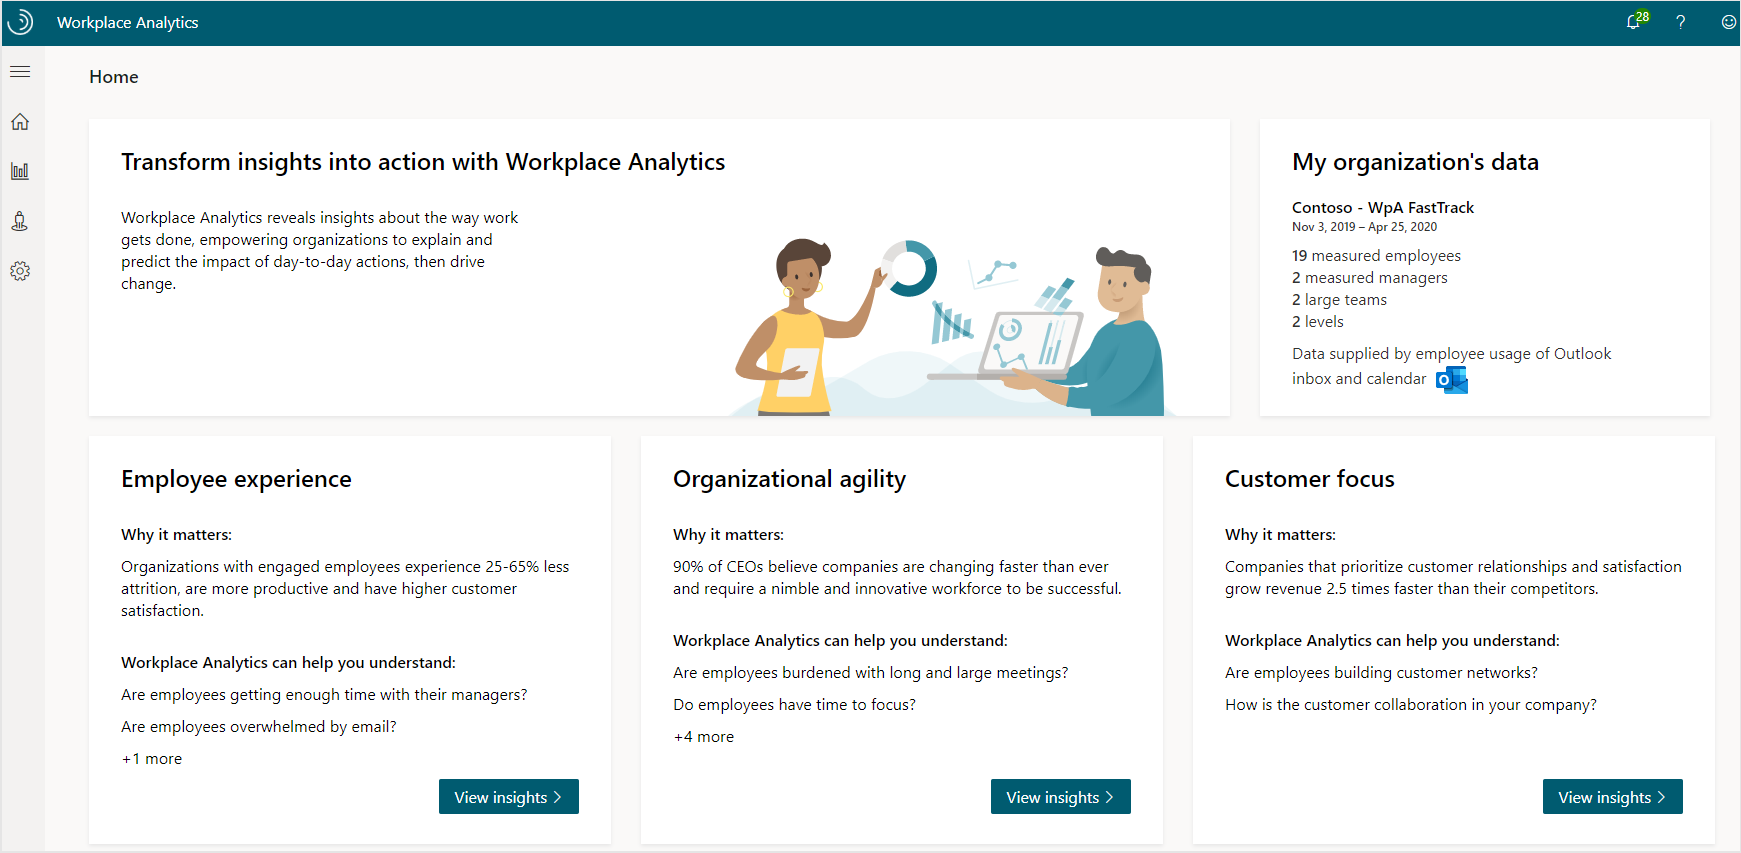 Workplace Analytics
28
?
Home
Transform insights into action with Workplace Analytics
Workplace Analytics reveals insights about the way work
gets done, empowering organizations to explain and
predict the impact of day-to-day actions, then drive
change.
My organization's data
Contoso - WpA FastTrack
Nov 3, 2019 – Apr 25, 2020
19 measured employees
2 measured managers
2 large teams
2 levels
Data supplied by employee usage of Outlook
inbox and calendar
Employee experience
Why it matters:
Organizations with engaged employees experience 25-65% less
attrition, are more productive and have higher customer
satisfaction.
Workplace Analytics can help you understand:
Are employees getting enough time with their managers?
Are employees overwhelmed by email?
+1 more
View insights
Organizational agility
Why it matters:
90% of CEOs believe companies are changing faster than ever
and require a nimble and innovative workforce to be successful.
Workplace Analytics can help you understand:
Are employees burdened with long and large meetings?
Do employees have time to focus?
+4 more
View insights
Customer focus
Why it matters:
Companies that prioritize customer relationships and satisfaction
grow revenue 2.5 times faster than their competitors.
Workplace Analytics can help you understand:
Are employees building customer networks?
How is the customer collaboration in your company?
View insights